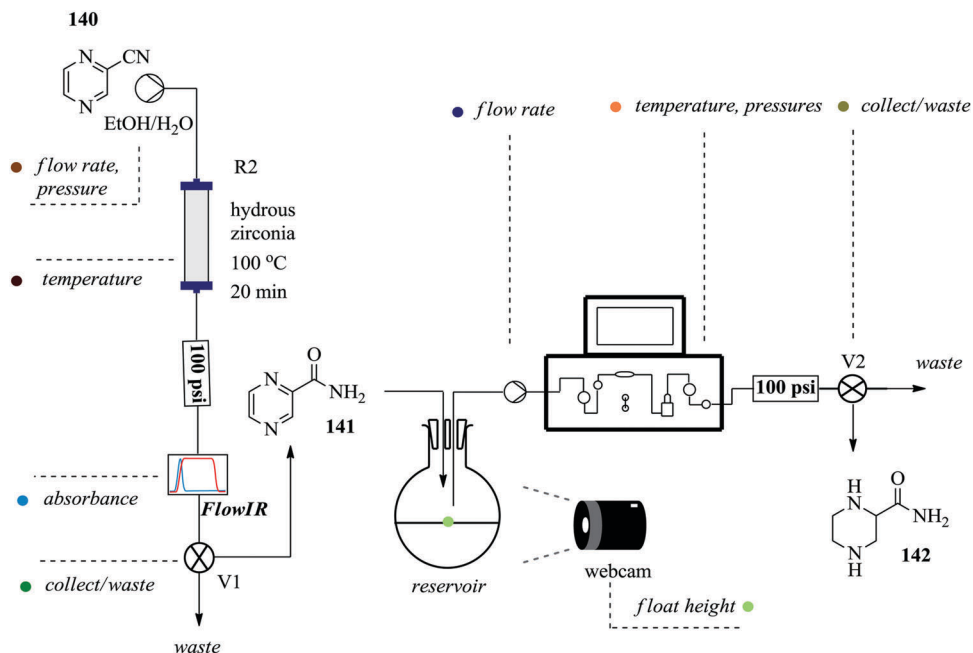 140
N
CN
N
EtOH/H2O
flow rate,
pressure
R2
hydrous
zirconia
100 °C
20 min
temperature
100 psi
absorbance
FlowIR
collect/waste
V1
waste
O
N
NH2
N
141
reservoir
webcam
float height
flow rate
temperature, pressures
collect/waste
100 psi
V2
waste
H
N
O
NH2
N
H
142